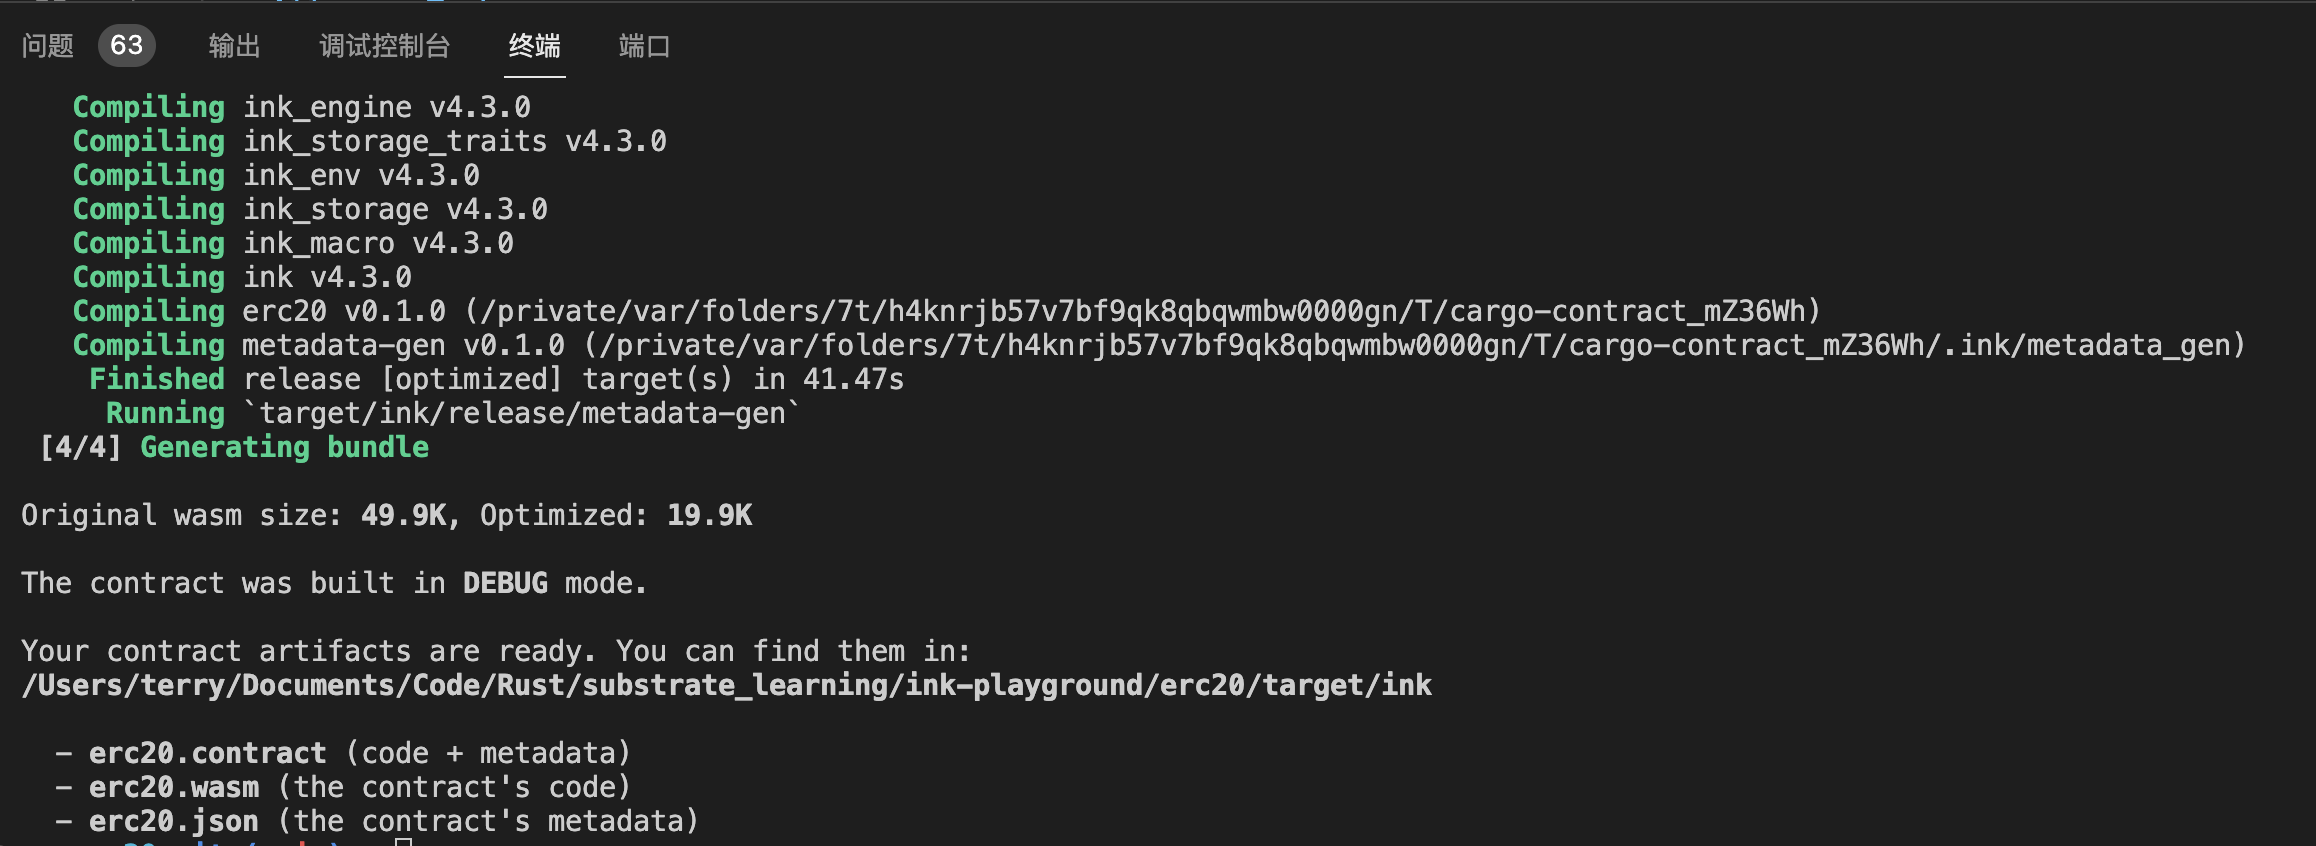 问题 63 输出 调试控制台 终端 端口
Compiling ink_engine v4.3.0
Compiling ink_storage_traits v4.3.0
Compiling ink_env v4.3.0
Compiling ink_storage v4.3.0
Compiling ink_macro v4.3.0
Compiling ink v4.3.0
Compiling erc20 v0.1.0 (/private/var/folders/7t/h4knrjb57v7bf9qk8qbqwmbw0000gn/T/cargo-contract_mZ36Wh)
Compiling metadata-gen v0.1.0 (/private/var/folders/7t/h4knrjb57v7bf9qk8qbqwmbw0000gn/T/cargo-contract_mZ36Wh/.ink/metadata_gen)
Finished release [optimized] target(s) in 41.47s
Running `target/ink/release/metadata-gen`
[4/4] Generating bundle
Original wasm size: 49.9K, Optimized: 19.9K
The contract was built in DEBUG mode.
Your contract artifacts are ready. You can find them in:
/Users/terry/Documents/Code/Rust/substrate_learning/ink-playground/erc20/target/ink
– erc20.contract (code + metadata)
– erc20.wasm (the contract's code)
– erc20.json (the contract's metadata)